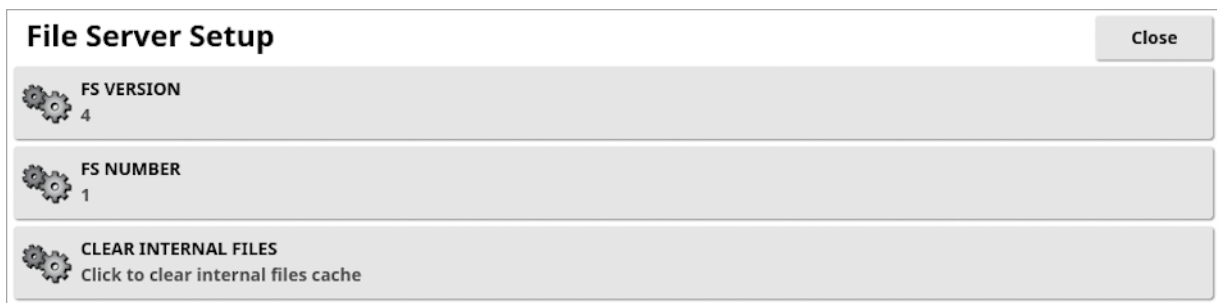 File Server Setup
Close
FS VERSION
4
FS NUMBER
1
CLEAR INTERNAL FILES
Click to clear internal files cache